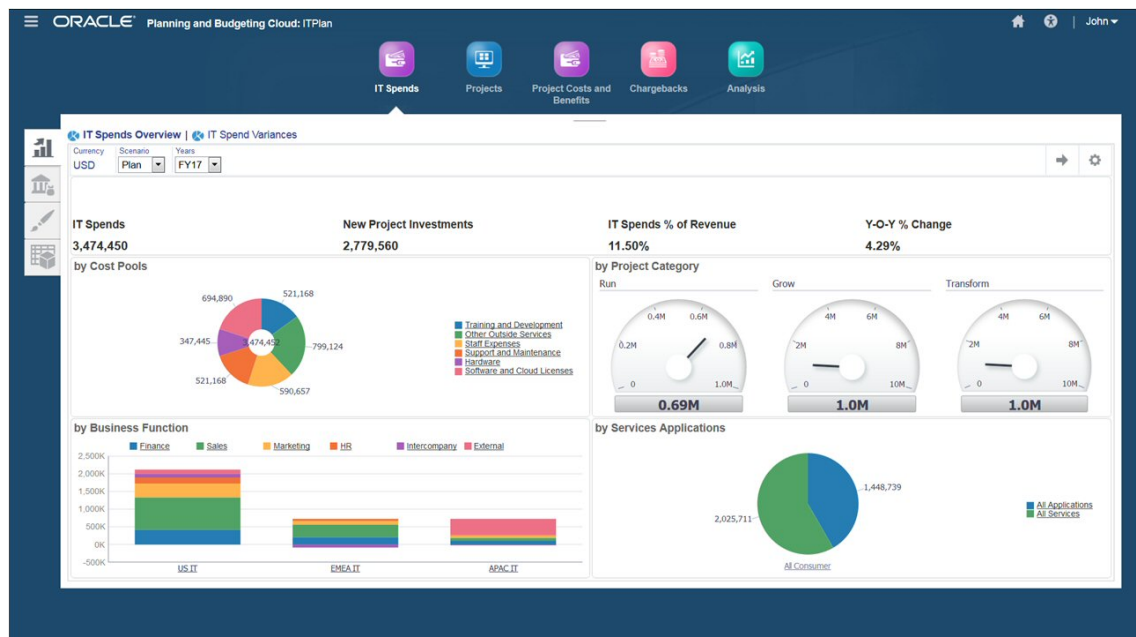 ORACLE Planning and Budgeting Cloud: ITPlan
John
IT Spends
Projects
Project Costs and
Benefits
Chargebacks
Analysis
IT Spends Overview | IT Spend Variances
Currency Scenario Years
USD Plan FY17
IT Spends New Project Investments IT Spends % of Revenue Y-O-Y % Change
3,474,450 2,779,560 11.50% 4.29%
by Cost Pools
694,890
521,168
347,445
3,474,452
799,124
521,168
590,657
Training and Development
Other Outside Services
Staff Expenses
Support and Maintenance
Hardware
Software and Cloud Licenses
by Project Category
Run Grow Transform
0.4M 0.6M
0.2M 0.8M
0 1.0M
0.69M
4M 6M
2M 8M
0 10M
1.0M
4M 6M
2M 8M
0 10M
1.0M
by Business Function
Finance Sales Marketing HR Intercompany External
2,500K
2,000K
1,500K
1,000K
500K
0K
-500K
US IT EMEA IT APAC IT
by Services Applications
1,448,739
2,025,711
All Applications
All Services
All Consumer